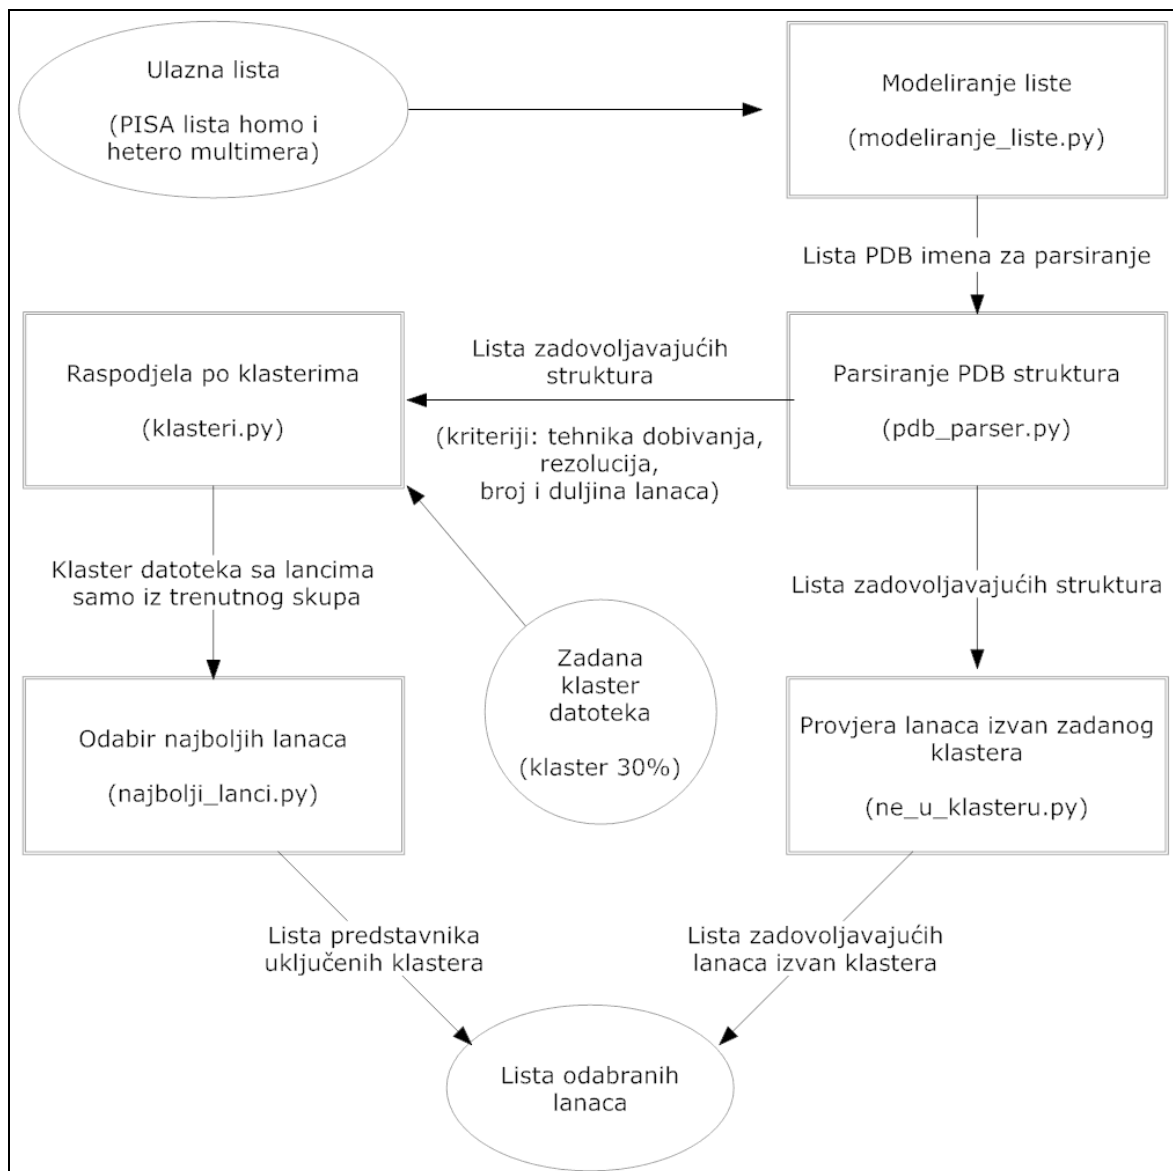 Ulazna lista
(PISA lista homo i
hetero multimera)
Modeliranje liste
(modeliranje_liste.py)
Lista PDB imena za parsiranje
Parsiranje PDB struktura
(pdb_parser.py)
Lista zadovoljavajućih
struktura
(kriteriji: tehnika dobivanja,
rezolucija,
broj i duljina lanaca)
Raspodjela po klasterima
(klasteri.py)
Klaster datoteka sa lancima
samo iz trenutnog skupa
Lista zadovoljavajućih struktura
Zadana
klaster
datoteka
(klaster 30%)
Odabir najboljih lanaca
(najbolji_lanci.py)
Provjera lanaca izvan zadanog
klastera
(ne_u_klasteru.py)
Lista predstavnika
uključenih klastera
Lista zadovoljavajućih
lanaca izvan klastera
Lista odabranih
lanaca